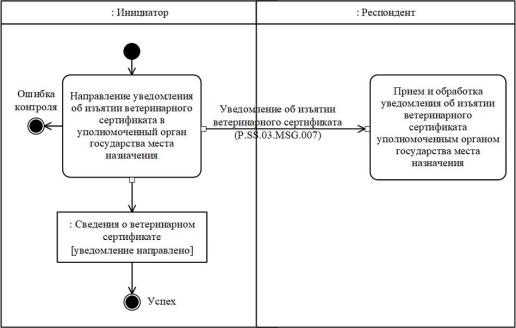 : Инициатор
: Респондент
Ошибка
контроля
Направление уведомления
об изъятии ветеринарного
сертификата в
уполномоченный орган
государства места
назначения
Уведомление об изъятии
ветеринарного сертификата
(P.SS.03.MSG.007)
Прием и обработка
уведомления об изъятии
ветеринарного
сертификата
уполномоченным органом
государства места
назначения
: Сведения о ветеринарном
сертификате
[уведомление направлено]
Успех